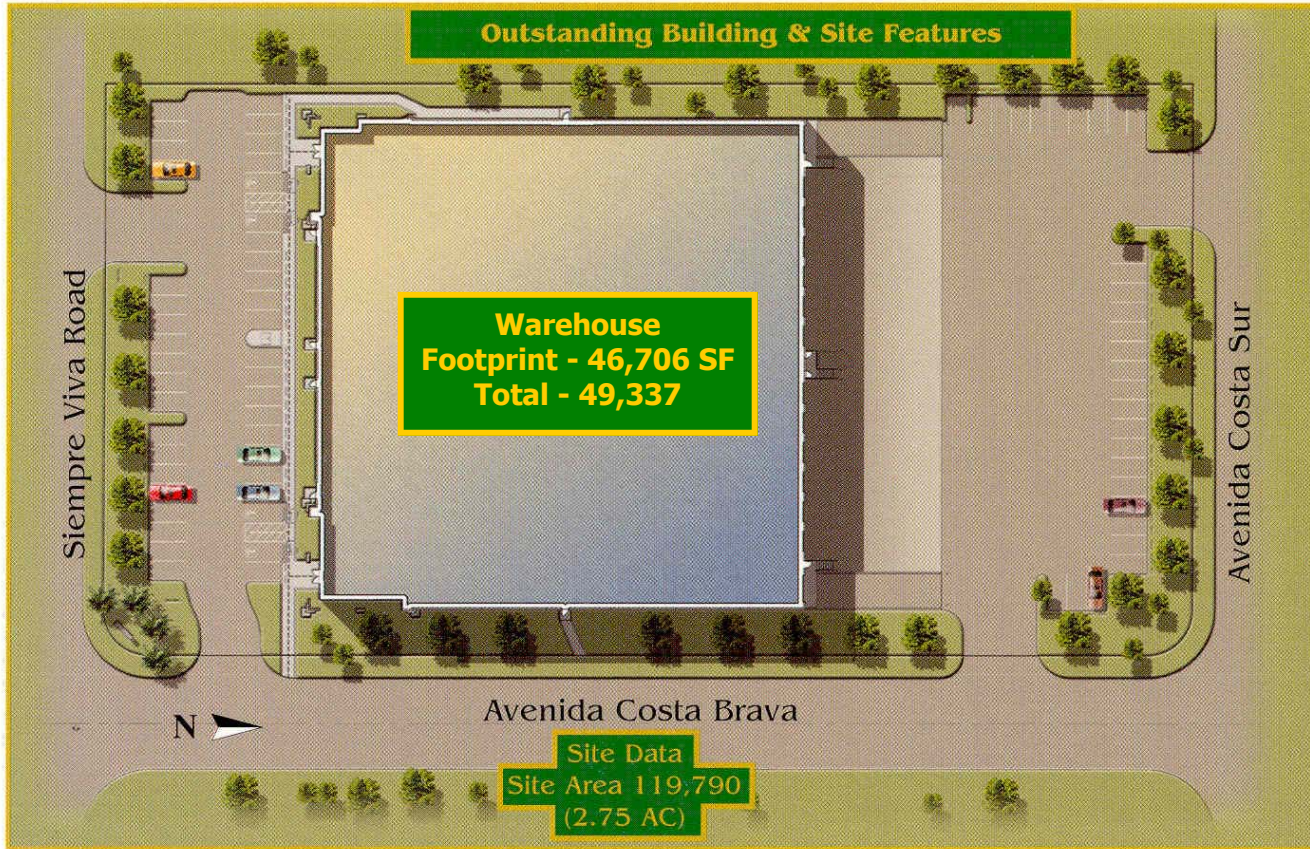 Outstanding Building & Site Features
Siempre Viva Road
Warehouse
Footprint - 46,706 SF
Total - 49,337
Avenida Costa Sur
Avenida Costa Brava
N
Site Data
Site Area 119,790
(2.75 AC)